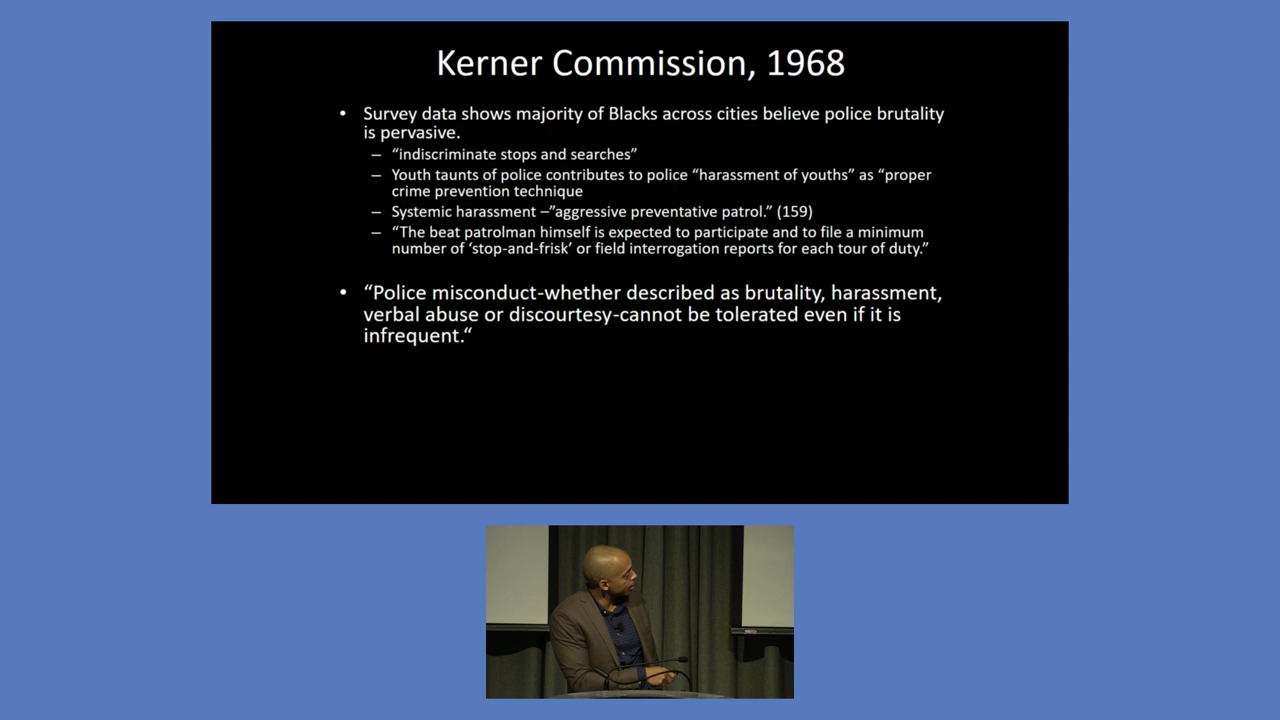 Kerner Commission, 1968
• Survey data shows majority of Blacks across cities believe police brutality
is pervasive.
– “indiscriminate stops and searches”
– Youth taunts of police contributes to police “harassment of youths” as “proper
crime prevention technique
– Systemic harassment –”aggressive preventative patrol.” (159)
– “The beat patrolman himself is expected to participate and to file a minimum
number of ‘stop-and-frisk’ or field interrogation reports for each tour of duty.”
• “Police misconduct-whether described as brutality, harassment,
verbal abuse or discourtesy-cannot be tolerated even if it is
infrequent.“